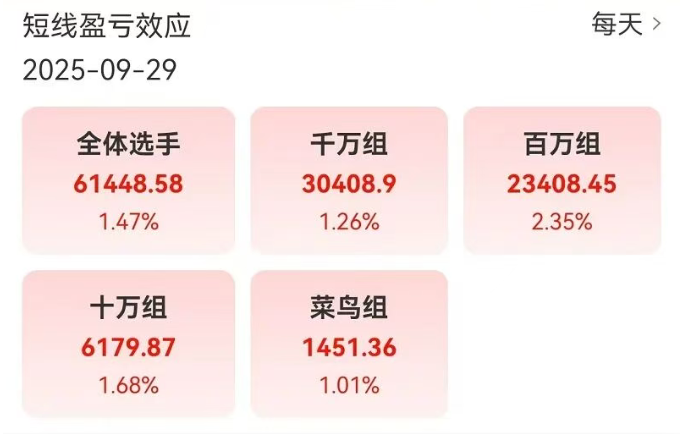 短线盈亏效应
每天 >
2025-09-29
全体选手
61448.58
1.47%
千万组
30408.9
1.26%
百万组
23408.45
2.35%
十万组
6179.87
1.68%
菜鸟组
1451.36
1.01%